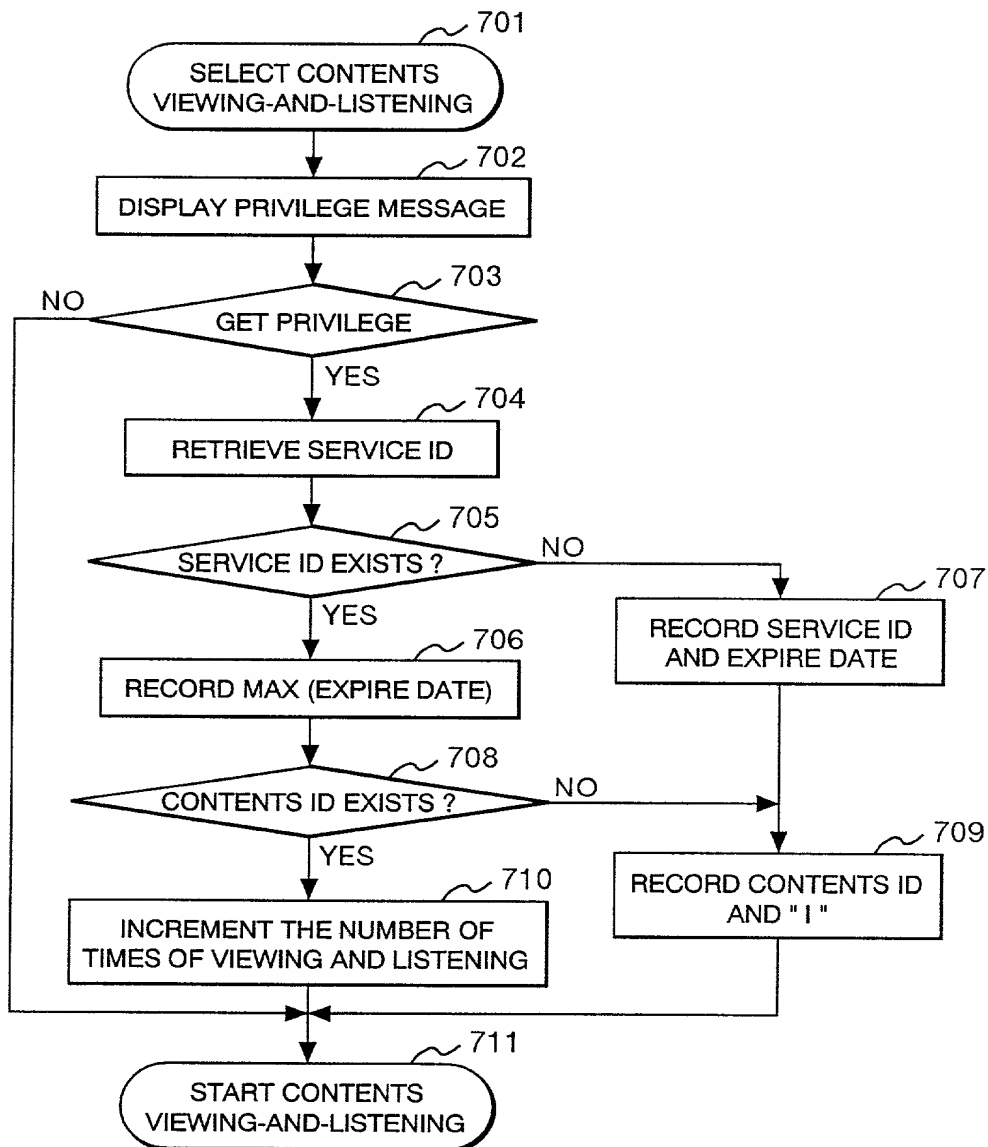 701
SELECT CONTENTS
VIEWING-AND-LISTENING
702
DISPLAY PRIVILEGE MESSAGE
703
NO
GET PRIVILEGE
YES
704
RETRIEVE SERVICE ID
705
SERVICE ID EXISTS ?
NO
YES
707
RECORD SERVICE ID
AND EXPIRE DATE
706
RECORD MAX (EXPIRE DATE)
708
CONTENTS ID EXISTS ?
NO
YES
709
RECORD CONTENTS ID
AND " I "
710
INCREMENT THE NUMBER OF
TIMES OF VIEWING AND LISTENING
711
START CONTENTS
VIEWING-AND-LISTENING